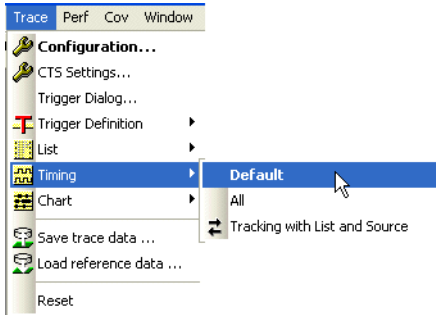 Trace Perf Cov Window
Configuration...
CTS Settings...
Trigger Dialog...
Trigger Definition
List
Timing
Default
All
Tracking with List and Source
Chart
Save trace data ...
Load reference data ...
Reset